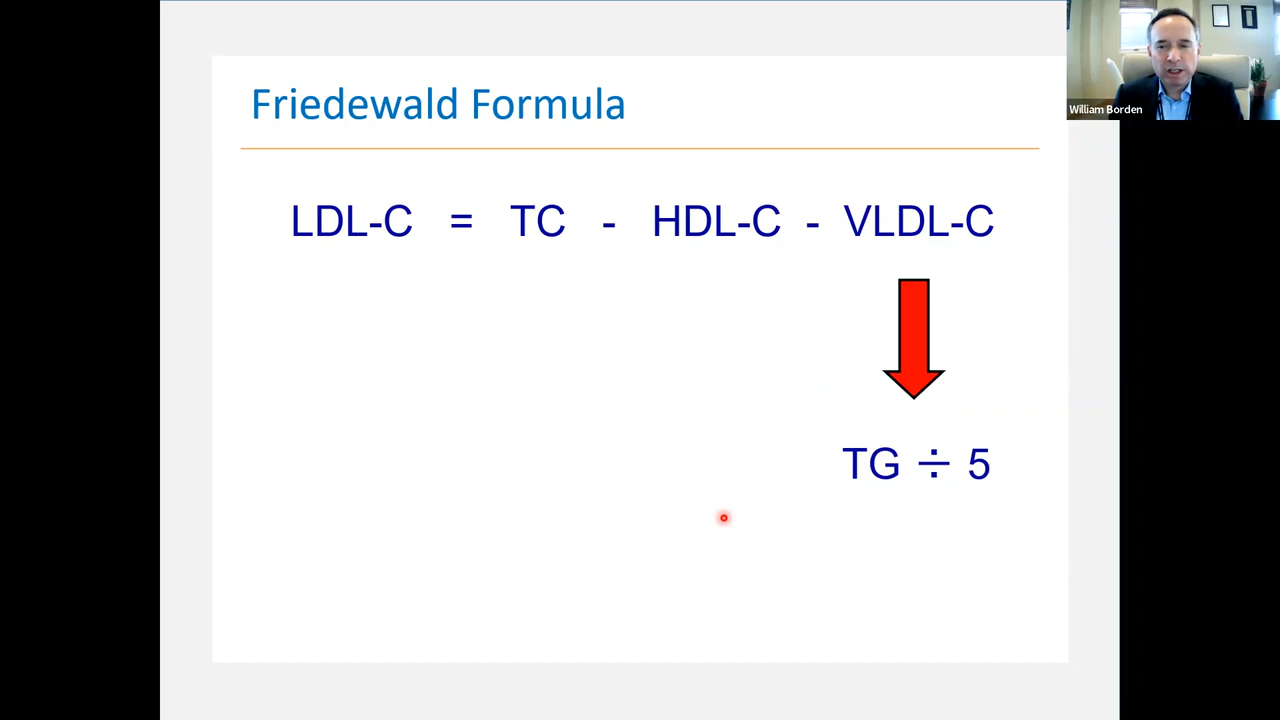 Friedewald Formula
LDL-C = TC - HDL-C - VLDL-C
TG ÷ 5
William Borden